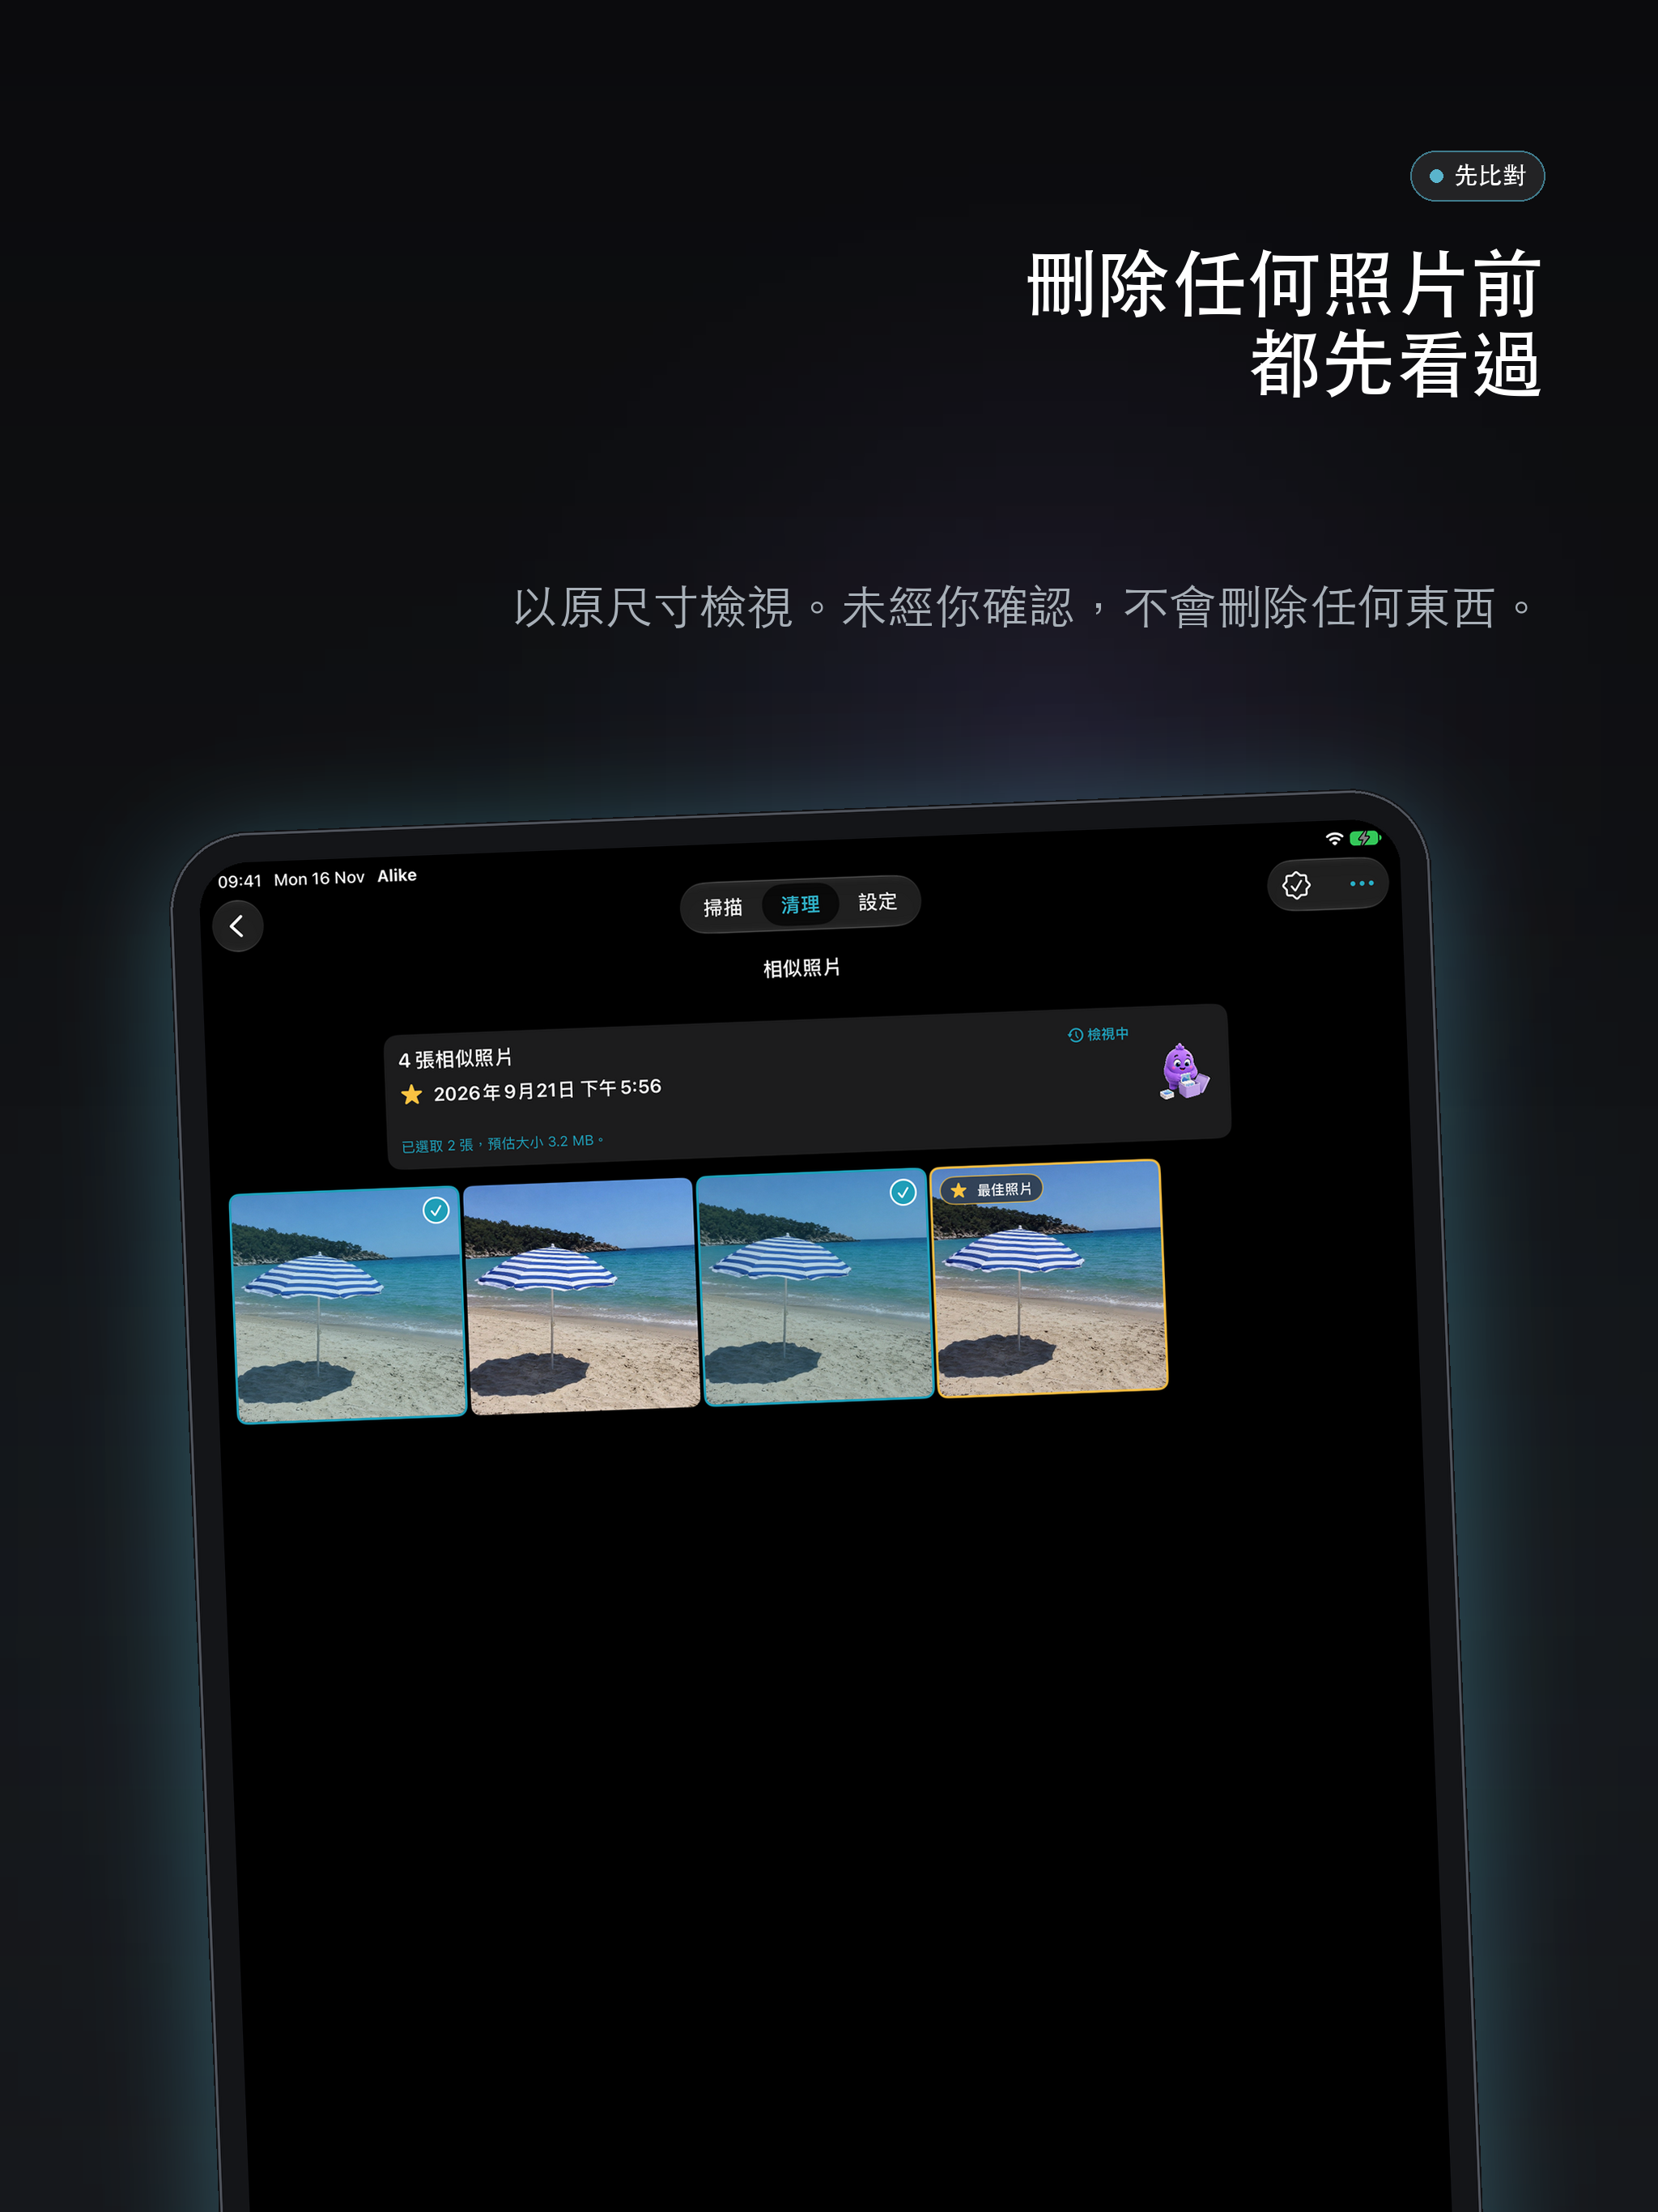 先比對
刪除任何照片前
都先看過
以原尺寸檢視。未經你確認，不會刪除任何東西。
09:41 Mon 16 Nov Alike
掃描 清理 設定
相似照片
4 張相似照片
檢視中
2026年9月21日 下午5:56
已選取 2 張，預估大小 3.2 MB。
最佳照片